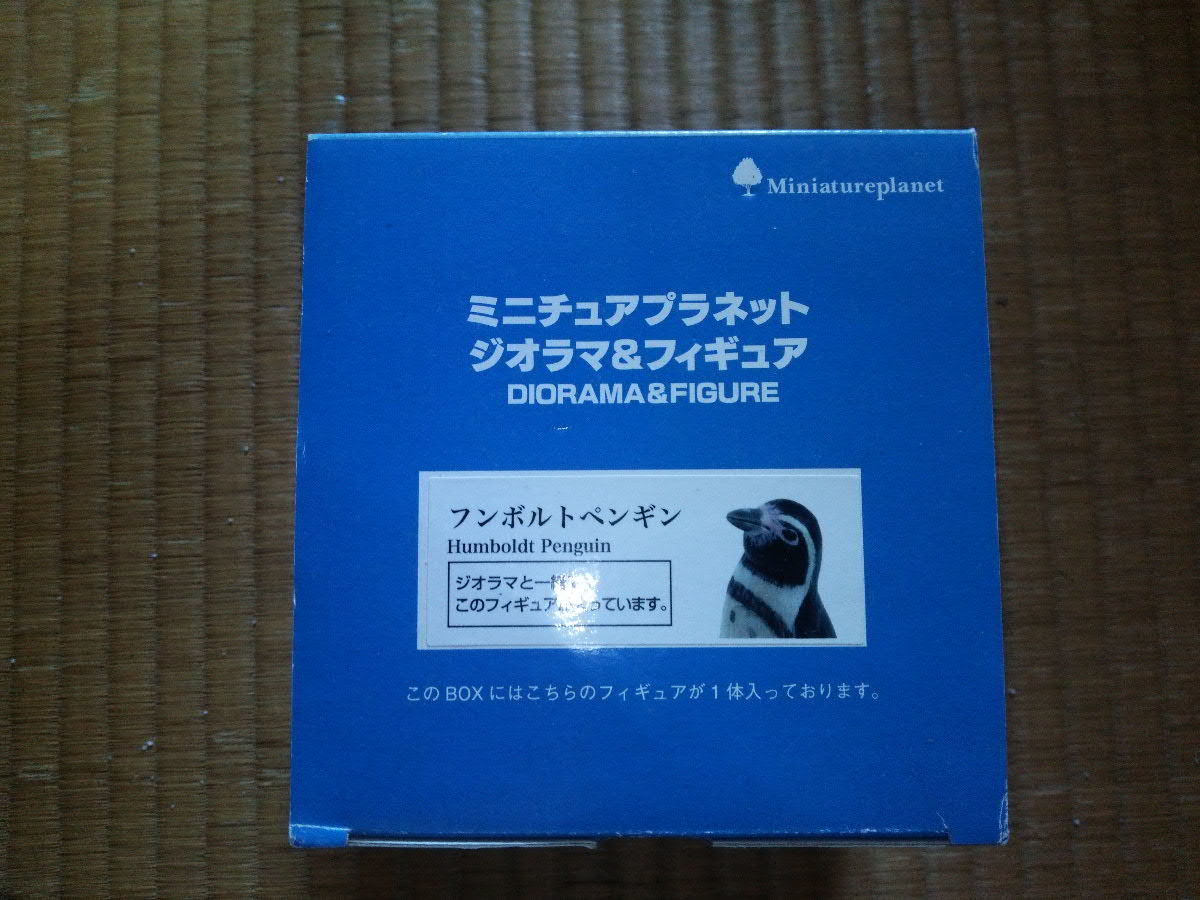 Miniatureplanet
ミニチュアプラネット
ジオラマ&フィギュア
DIORAMA&FIGURE
フンボルトペンギン
Humboldt Penguin
ジオラマと一緒
このフィギュアが入っています。
このBOXにはこちらのフィギュアが1体入っております。